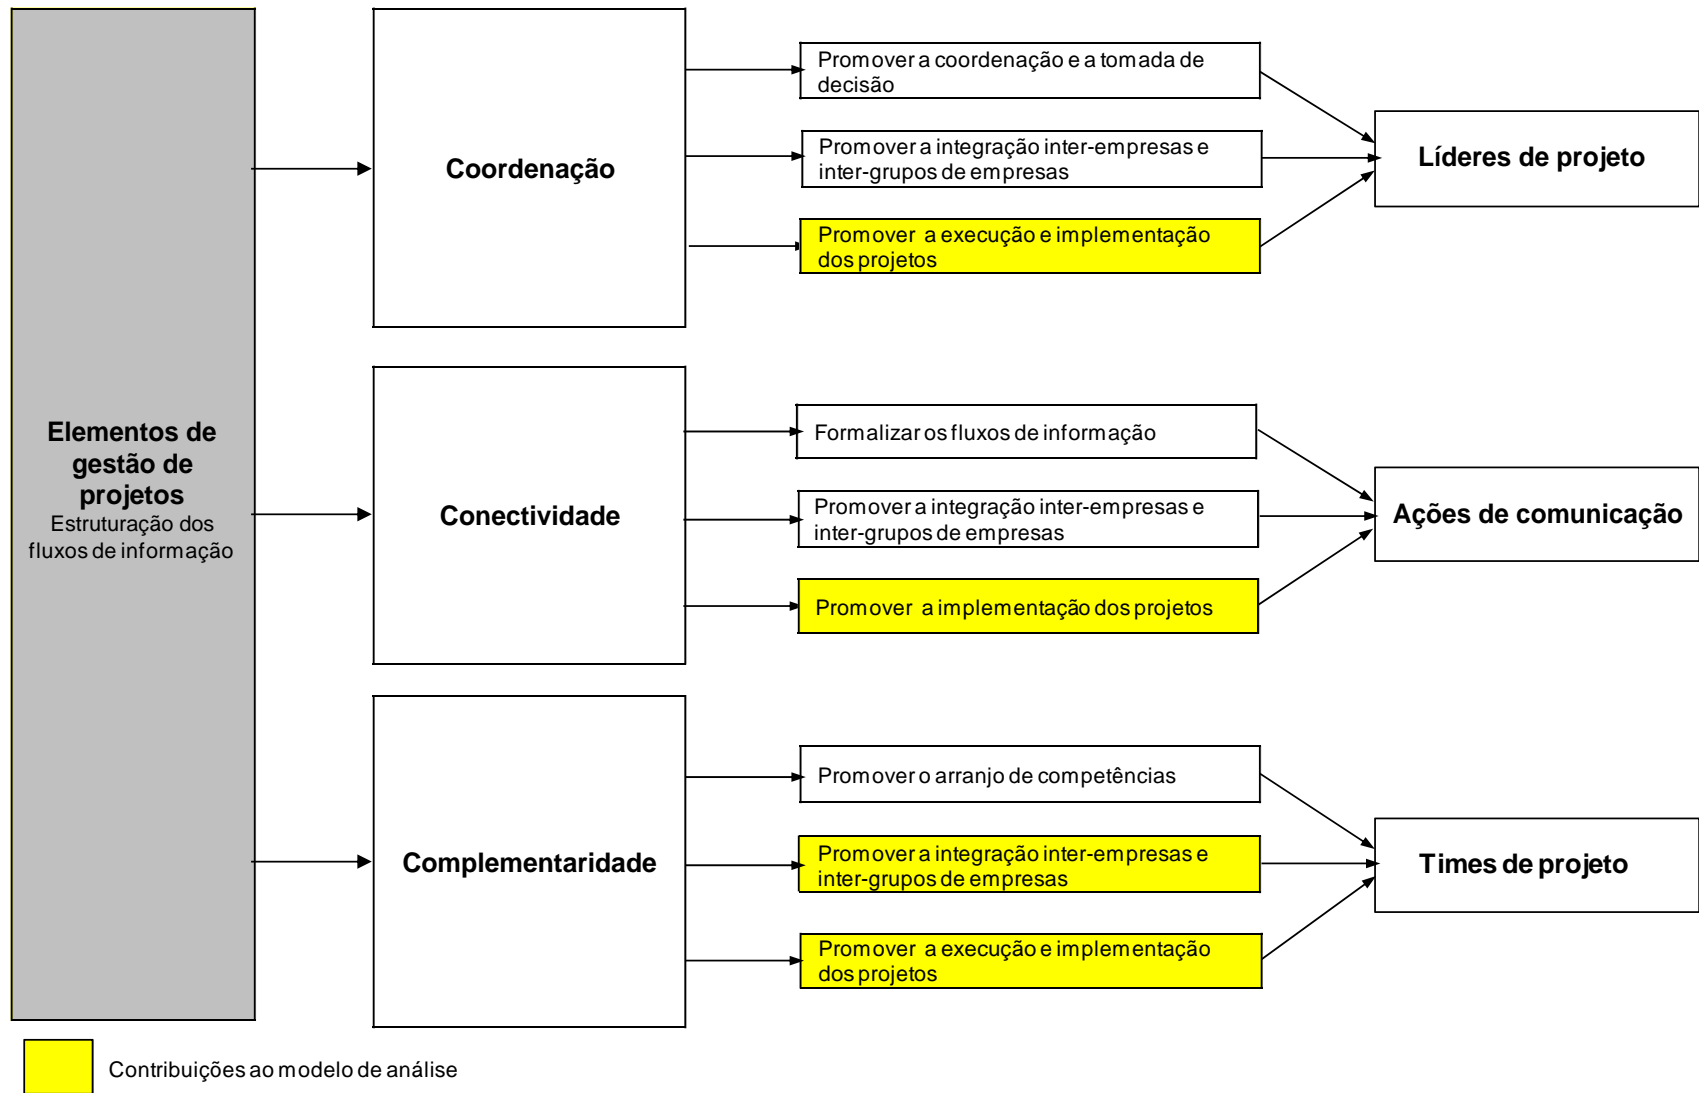 Elementos de
gestão de
projetos
Estruturação dos
fluxos de informação
Coordenação
Promover a coordenação e a tomada de
decisão
Promover a integração inter-empresas e
inter-grupos de empresas
Promover a execução e implementação
dos projetos
Líderes de projeto
Conectividade
Formalizar os fluxos de informação
Promover a integração inter-empresas e
inter-grupos de empresas
Promover a implementação dos projetos
Ações de comunicação
Complementaridade
Promover o arranjo de competências
Promover a integração inter-empresas e
inter-grupos de empresas
Promover a execução e implementação
dos projetos
Times de projeto
Contribuições ao modelo de análise